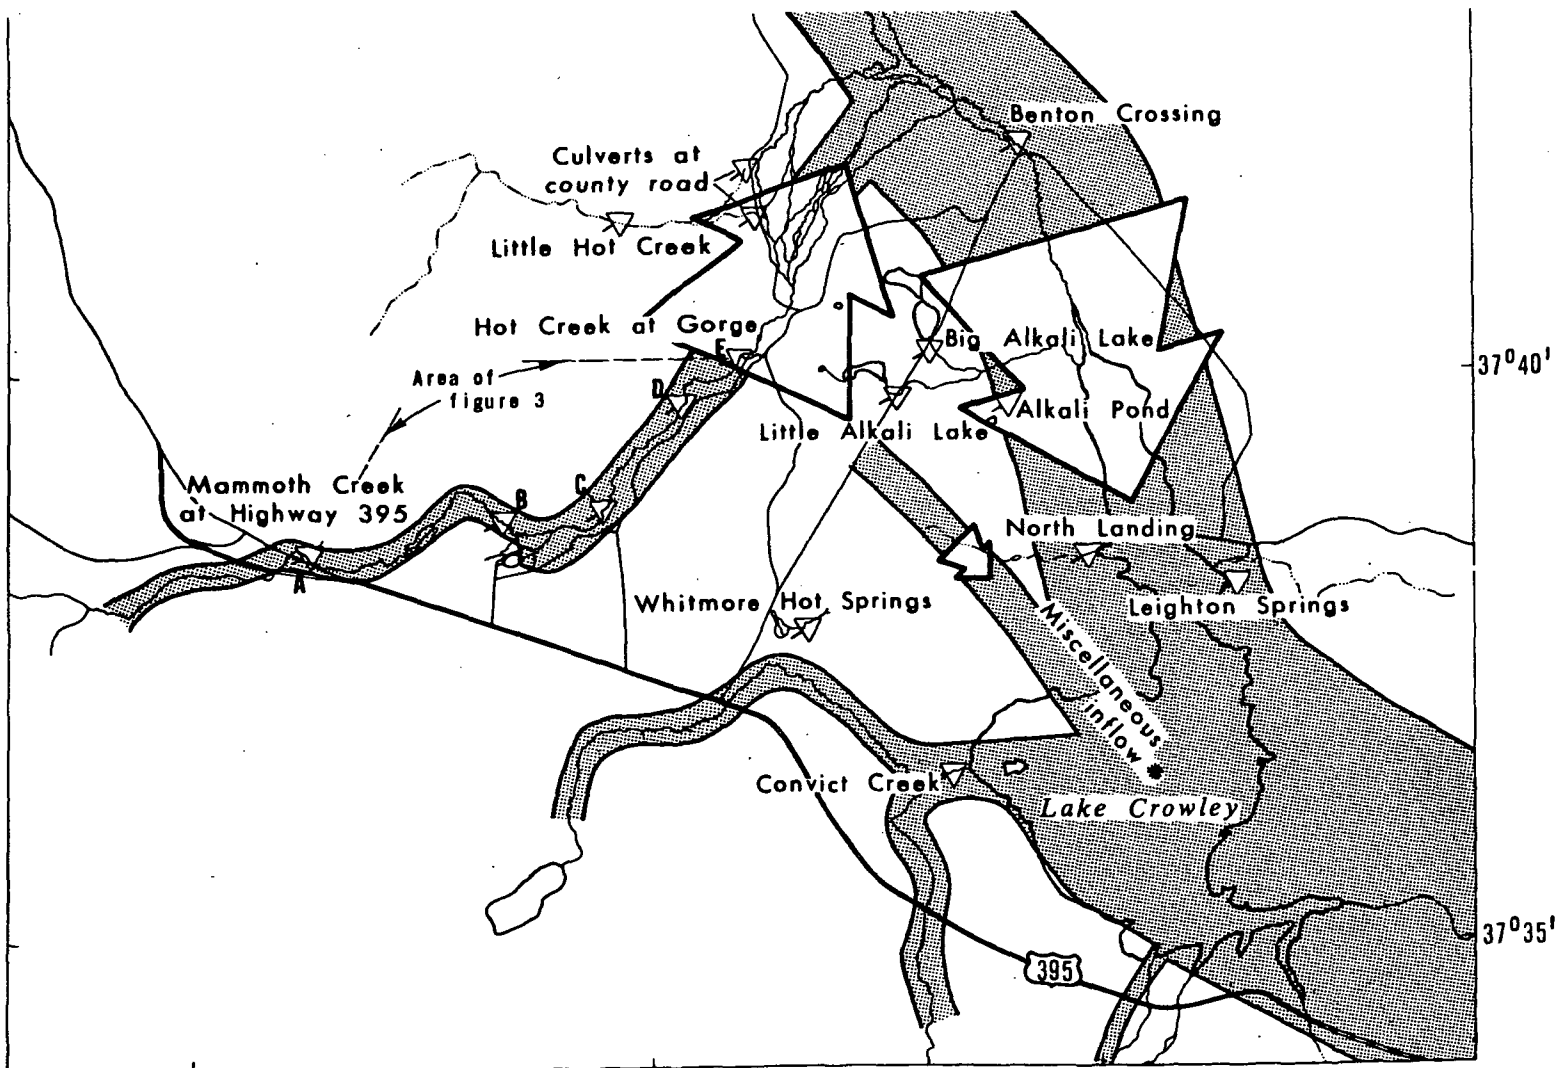 Benton Crossing
Culverts at
county road
Little Hot Creek
Hot Creek at Gorge
E
Big Alkali Lake
37°40'
Area of
figure 3
D
Alkali Pond
Little Alkali Lake
Mammoth Creek
at Highway 395
B
C
North Landing
A
Whitmore Hot Springs
Leighton Springs
Miscellaneous
inflow
*
Convict Creek
Lake Crowley
37°35'
395